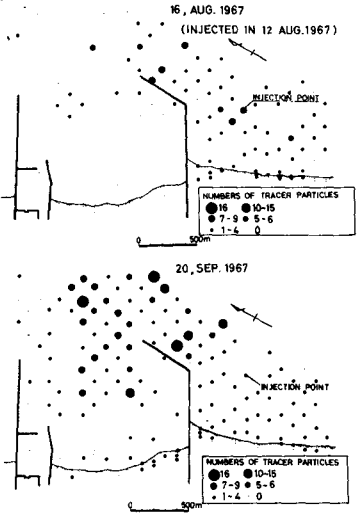 16, AUG. 1967
(INJECTED IN 12 AUG.1967)
INJECTION POINT
NUMBERS OF TRACER PARTICLES
16 10-15
7-9 5-6
1-4 0
0 500m
20, SEP. 1967
INJECTION POINT
NUMBERS OF TRACER PARTICLES
16 10-15
7-9 5-6
1-4 0
0 500m